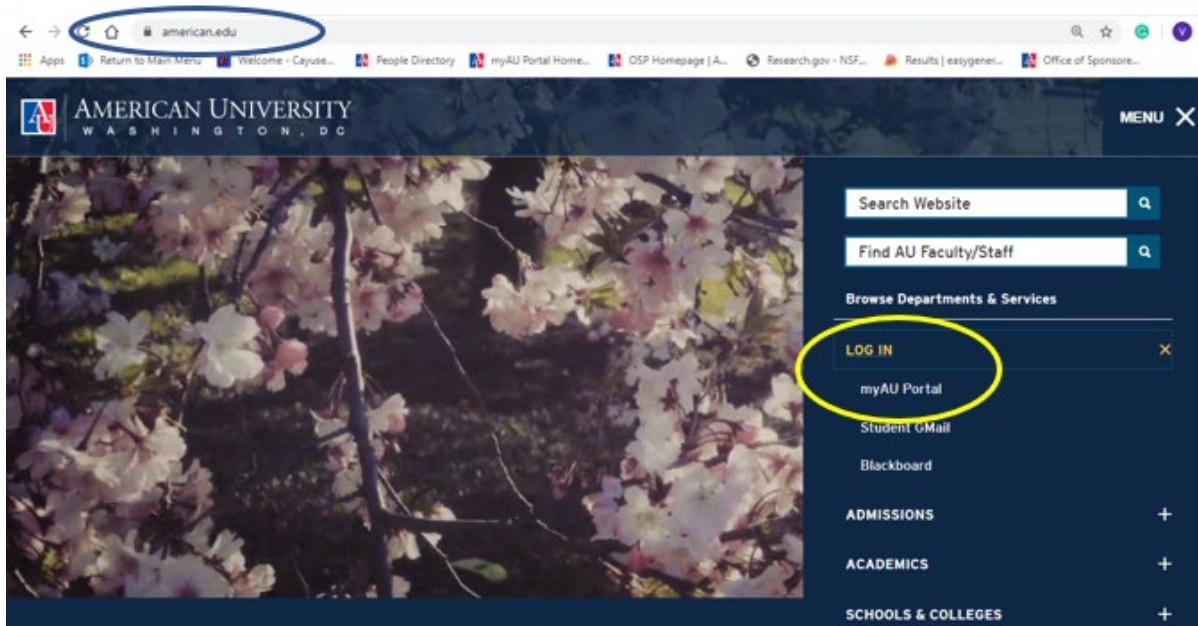 american.edu
V
Apps Return to Main Menu Welcome - Cayuse... People Directory myAU Portal Home... OSP Homepage | A... Research.gov - NSF... Results | easygener... Office of Sponsore...
AMERICAN UNIVERSITY
WASHINGTON, DC
MENU
Search Website
Find AU Faculty/Staff
Browse Departments & Services
LOG IN
myAU Portal
Student GMail
Blackboard
ADMISSIONS
ACADEMICS
SCHOOLS & COLLEGES